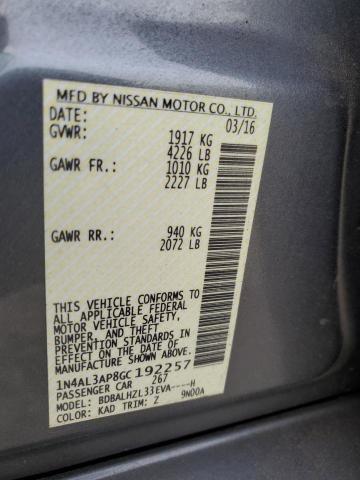 MFD BY NISSAN MOTOR CO., LTD.
DATE: 03/16
GVWR: 1917 KG
4226 LB
GAWR FR.: 1010 KG
2227 LB
GAWR RR.: 940 KG
2072 LB
THIS VEHICLE CONFORMS TO
ALL APPLICABLE FEDERAL
MOTOR VEHICLE SAFETY,
BUMPER, AND THEFT
PREVENTION STANDARDS IN
EFFECT ON THE DATE OF
MANUFACTURE SHOWN ABOVE.
1N4AL3AP8GC192257
PASSENGER CAR 267
MODEL: BDBALHZL33EVA----H
COLOR: KAD TRIM: Z 9N00A